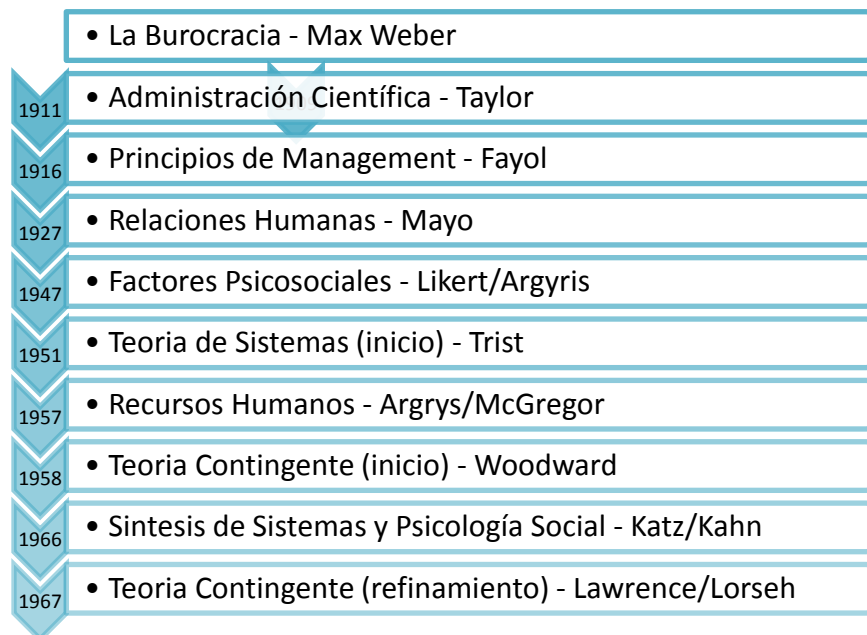 • La Burocracia - Max Weber
1911 • Administración Científica - Taylor
1916 • Principios de Management - Fayol
1927 • Relaciones Humanas - Mayo
1947 • Factores Psicosociales - Likert/Argyris
1951 • Teoria de Sistemas (inicio) - Trist
1957 • Recursos Humanos - Argrys/McGregor
1958 • Teoria Contingente (inicio) - Woodward
1966 • Sintesis de Sistemas y Psicología Social - Katz/Kahn
1967 • Teoria Contingente (refinamiento) - Lawrence/Lorseh